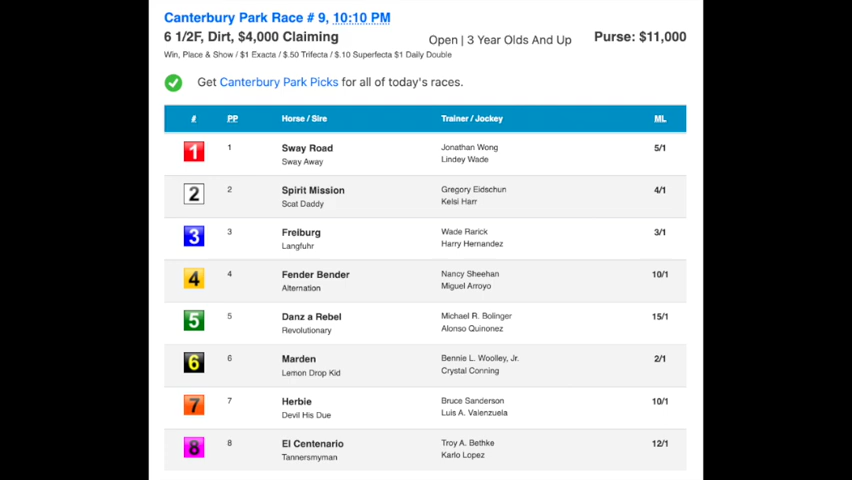 Canterbury Park Race # 9, 10:10 PM
6 1/2F, Dirt, $4,000 Claiming
Open | 3 Year Olds And Up
Purse: $11,000
Win, Place & Show / $1 Exacta / $.50 Trifecta / $.10 Superfecta $1 Daily Double
Get Canterbury Park Picks for all of today's races.
# PP Horse / Sire Trainer / Jockey ML
1 1 Sway Road Jonathan Wong 5/1
Sway Away Lindey Wade
2 2 Spirit Mission Gregory Eidschun 4/1
Scat Daddy Kelsi Harr
3 3 Freiburg Wade Rarick 3/1
Langfuhr Harry Hernandez
4 4 Fender Bender Nancy Sheehan 10/1
Alternation Miguel Arroyo
5 5 Danz a Rebel Michael R. Bolinger 15/1
Revolutionary Alonso Quinonez
6 6 Marden Bennie L. Woolley, Jr. 2/1
Lemon Drop Kid Crystal Conning
7 7 Herbie Bruce Sanderson 10/1
Devil His Due Luis A. Valenzuela
8 8 El Centenario Troy A. Bethke 12/1
Tannersmyman Karlo Lopez